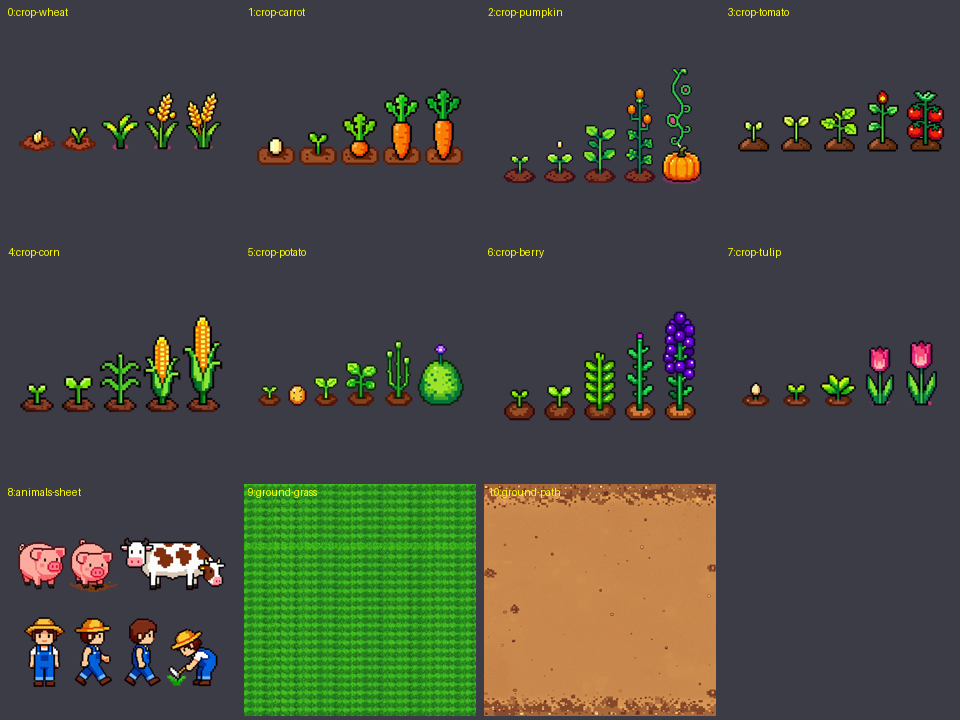 0:crop-wheat
1:crop-carrot
2:crop-pumpkin
3:crop-tomato
4:crop-corn
5:crop-potato
6:crop-berry
7:crop-tulip
8:animals-sheet
9:ground-grass
10:ground-path